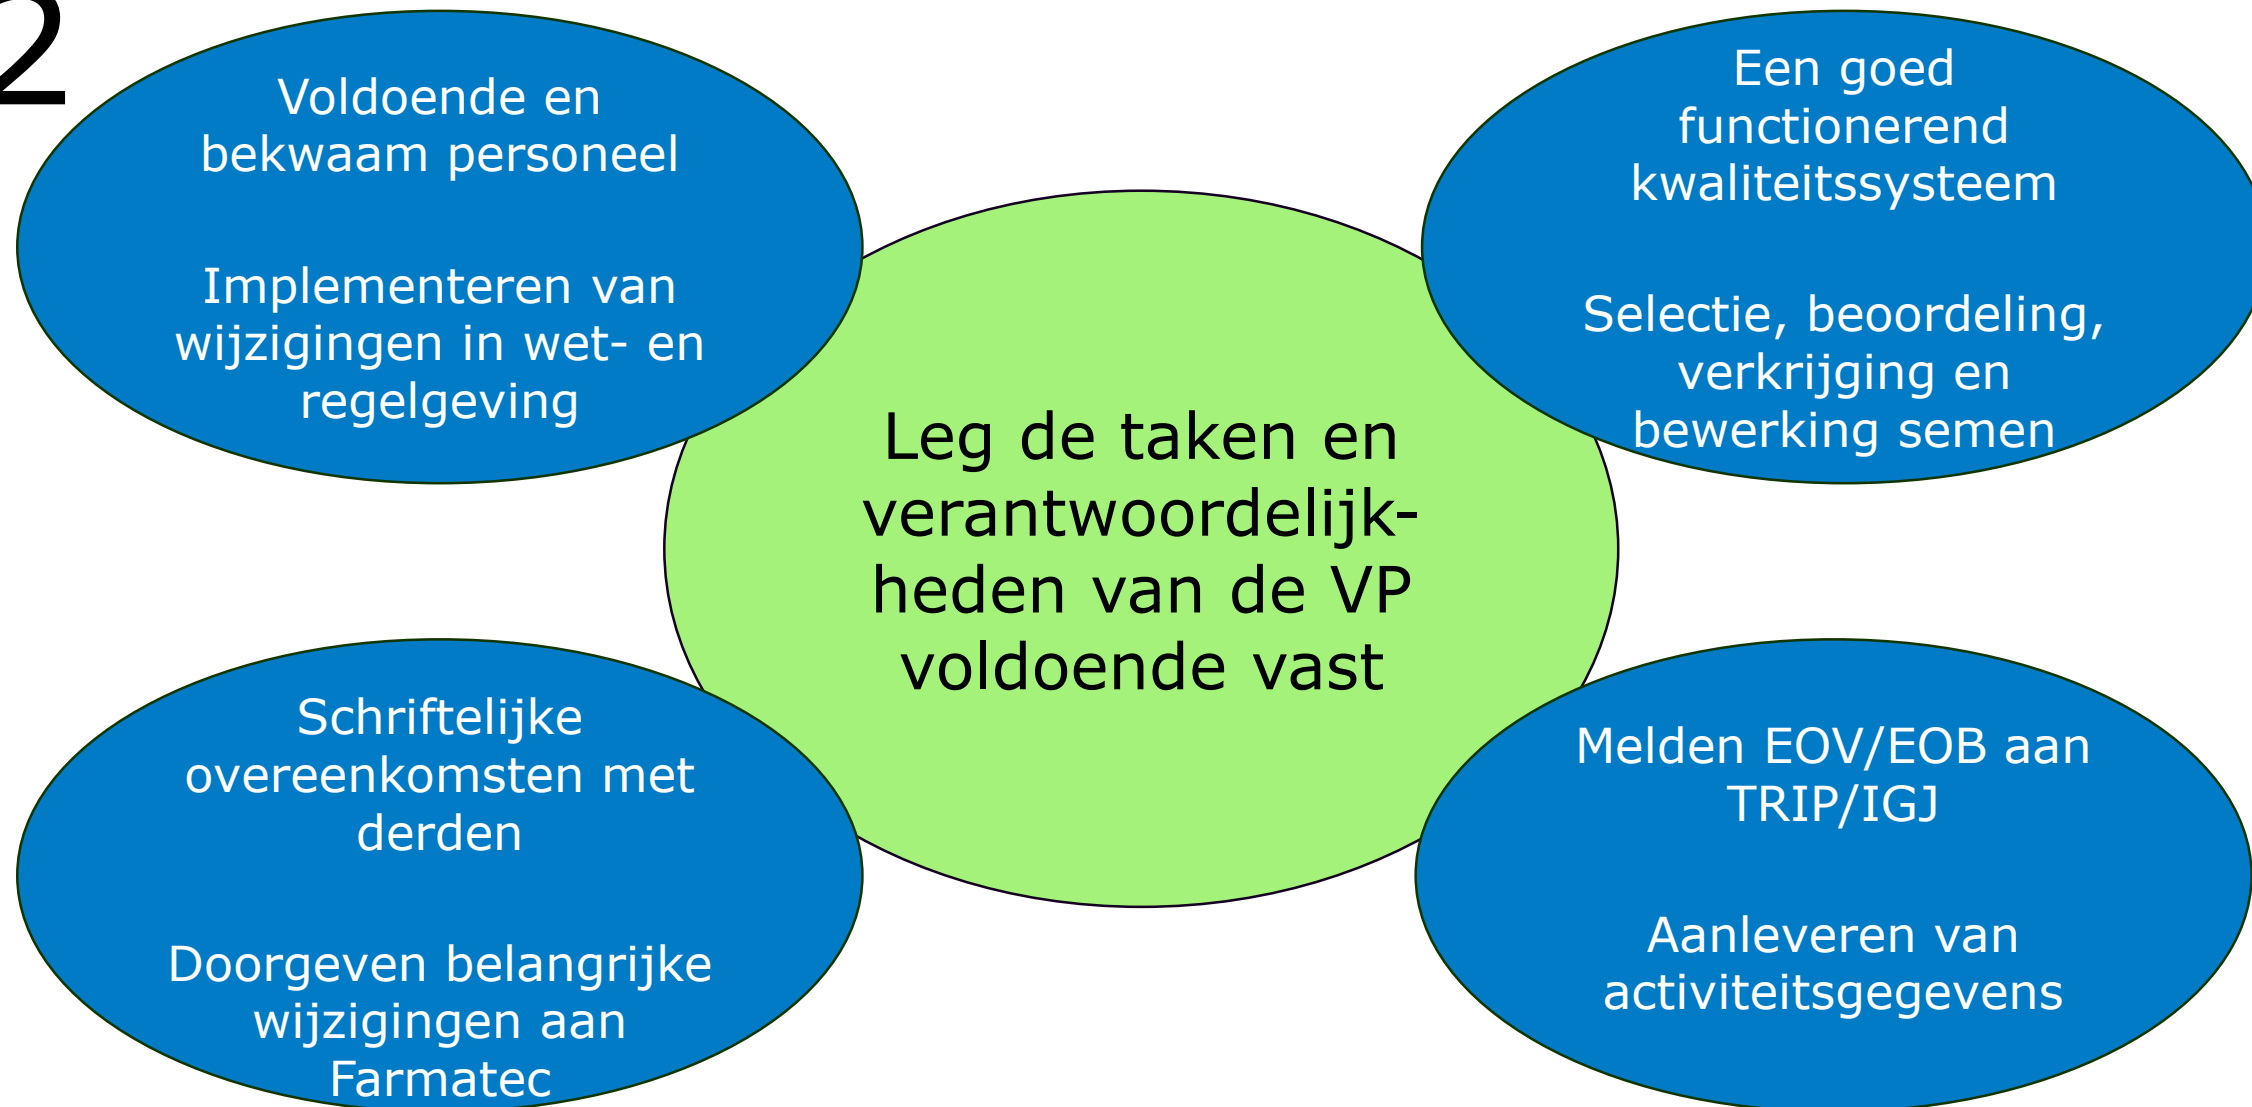 2
Voldoende en
bekwaam personeel
Implementeren van
wijzigingen in wet- en
regelgeving
Een goed
functionerend
kwaliteitssysteem
Selectie, beoordeling,
verkrijging en
bewerking semen
Leg de taken en
verantwoordelijk-
heden van de VP
voldoende vast
Schriftelijke
overeenkomsten met
derden
Doorgeven belangrijke
wijzigingen aan
Farmatec
Melden EOV/EOB aan
TRIP/IGJ
Aanleveren van
activiteitsgegevens